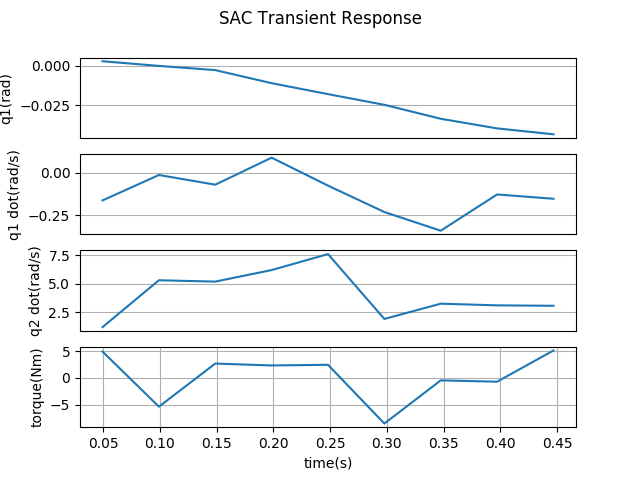 SAC Transient Response
q1(rad)
0.000
−0.025
q1 dot(rad/s)
0.00
−0.25
q2 dot(rad/s)
7.5
5.0
2.5
torque(Nm)
5
0
−5
0.05 0.10 0.15 0.20 0.25 0.30 0.35 0.40 0.45
time(s)